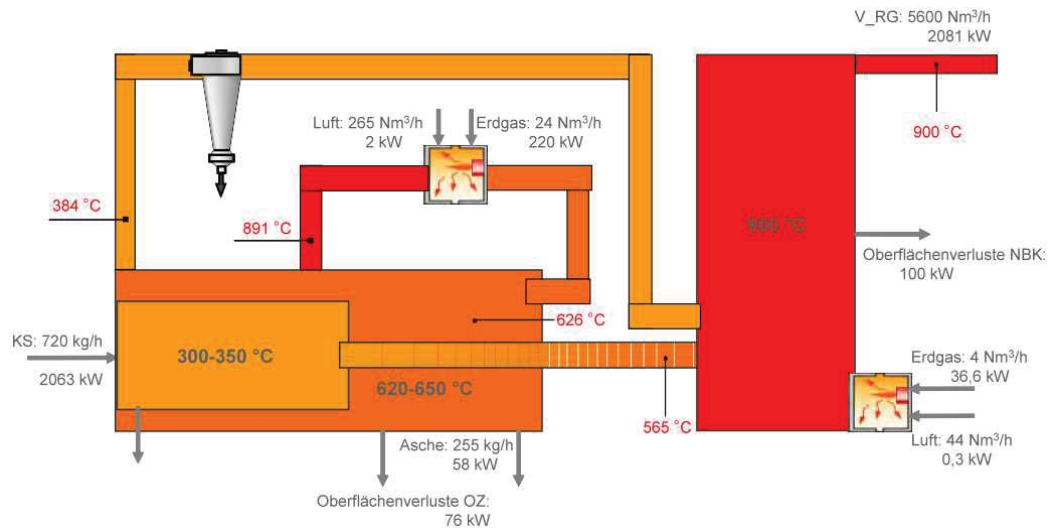 V_RG: 5600 Nm³/h
2081 kW
Luft: 265 Nm³/h
2 kW
Erdgas: 24 Nm³/h
220 kW
900 °C
384 °C
891 °C
900 °C
Oberflächenverluste NBK:
100 kW
626 °C
KS: 720 kg/h
2063 kW
300-350 °C
620-650 °C
565 °C
Erdgas: 4 Nm³/h
36,6 kW
Luft: 44 Nm³/h
0,3 kW
Asche: 255 kg/h
58 kW
Oberflächenverluste OZ:
76 kW